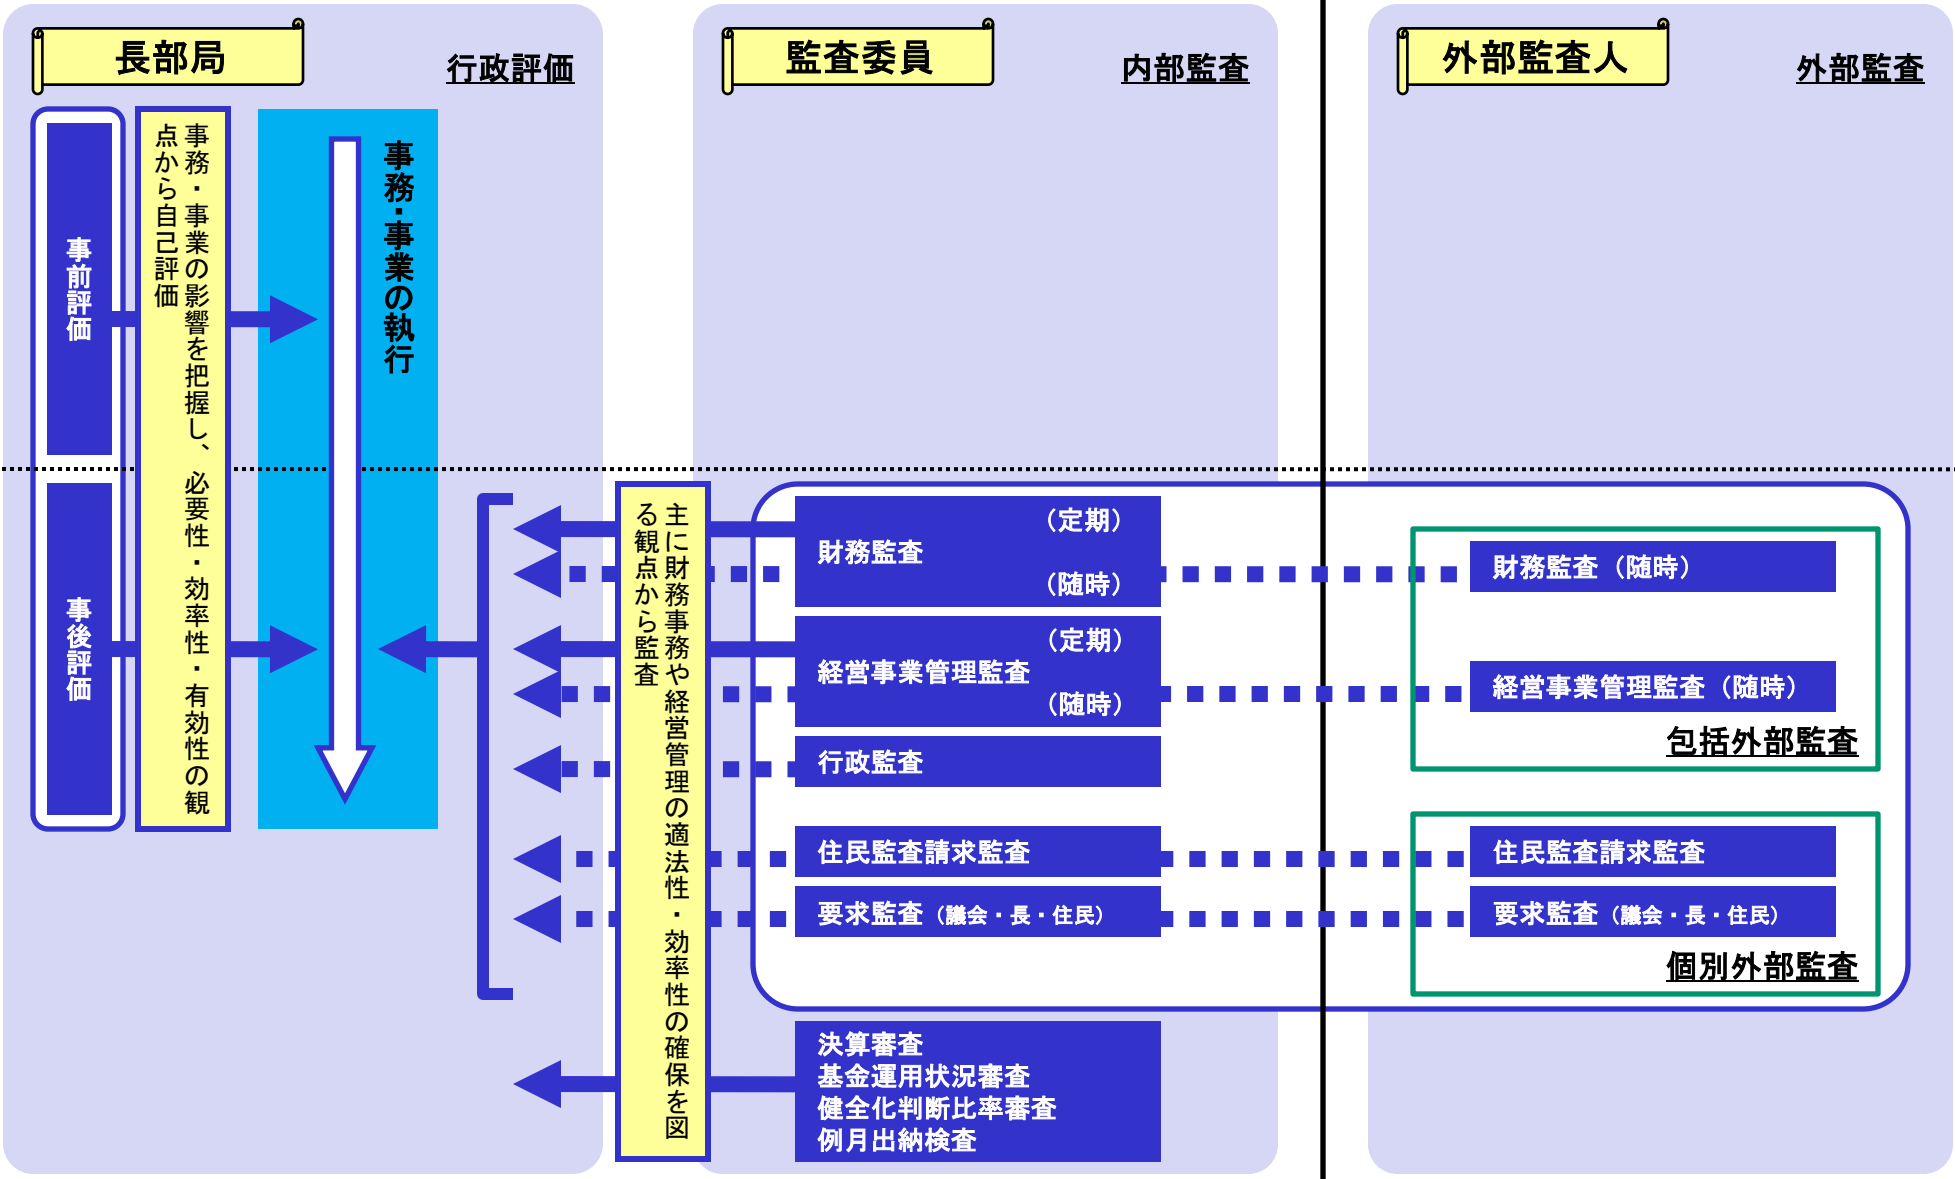 長部局
行政評価
監査委員
内部監査
外部監査人
外部監査
事前評価
事後評価
事務・事業の影響を把握し、必要性・効率性・有効性の観
点から自己評価
事務・事業の執行
主に財務事務や経営管理の適法性・効率性の確保を図
る観点から監査
（定期）
財務監査
（随時）
（定期）
経営事業管理監査
（随時）
行政監査
住民監査請求監査
要求監査（議会・長・住民）
財務監査（随時）
経営事業管理監査（随時）
包括外部監査
住民監査請求監査
要求監査（議会・長・住民）
個別外部監査
決算審査
基金運用状況審査
健全化判断比率審査
例月出納検査